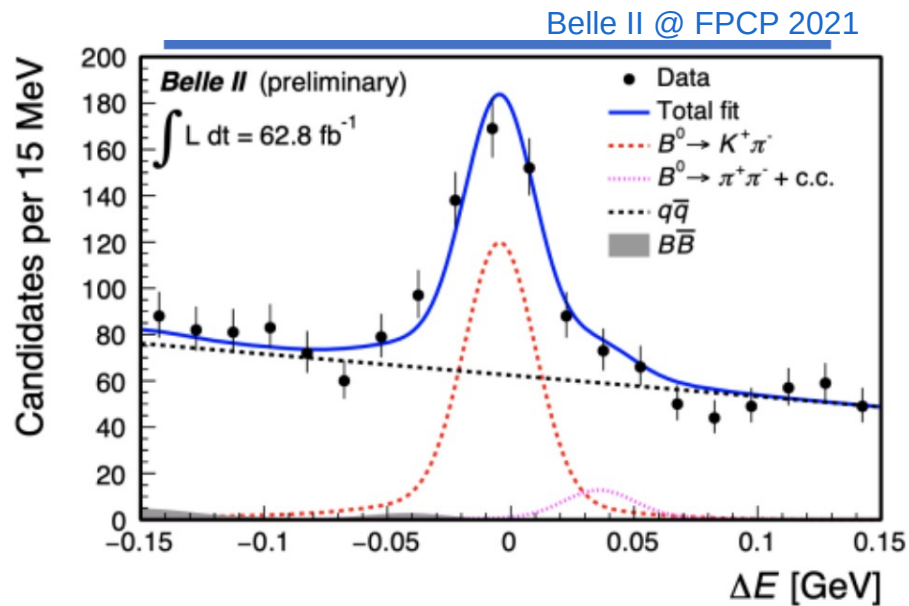 Belle II @ FPCP 2021
Belle II (preliminary)
∫ L dt = 62.8 fb⁻¹
Data
Total fit
B⁰→ K⁺π⁻
B⁰→ π⁺π⁻ + c.c.
qq̅
BB̅
Candidates per 15 MeV
200
180
160
140
120
100
80
60
40
20
0
−0.15 −0.1 −0.05 0 0.05 0.1 0.15
ΔE [GeV]